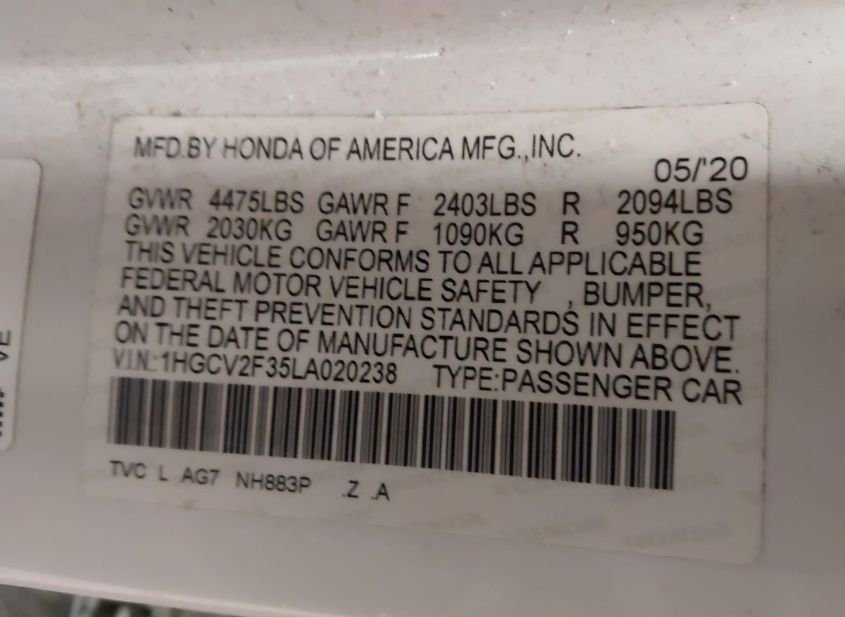 MFD.BY HONDA OF AMERICA MFG.,INC.
05/'20
GVWR 4475LBS GAWR F 2403LBS R 2094LBS
GVWR 2030KG GAWR F 1090KG R 950KG
THIS VEHICLE CONFORMS TO ALL APPLICABLE
FEDERAL MOTOR VEHICLE SAFETY , BUMPER,
AND THEFT PREVENTION STANDARDS IN EFFECT
ON THE DATE OF MANUFACTURE SHOWN ABOVE.
V.I.N.:1HGCV2F35LA020238 TYPE:PASSENGER CAR
TVC L AG7 NH883P .Z .A
VE